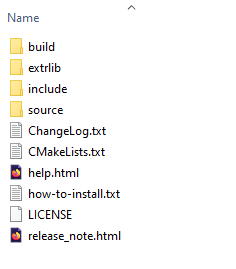 Name
build
extrlib
include
source
ChangeLog.txt
CMakeLists.txt
help.html
how-to-install.txt
LICENSE
release_note.html